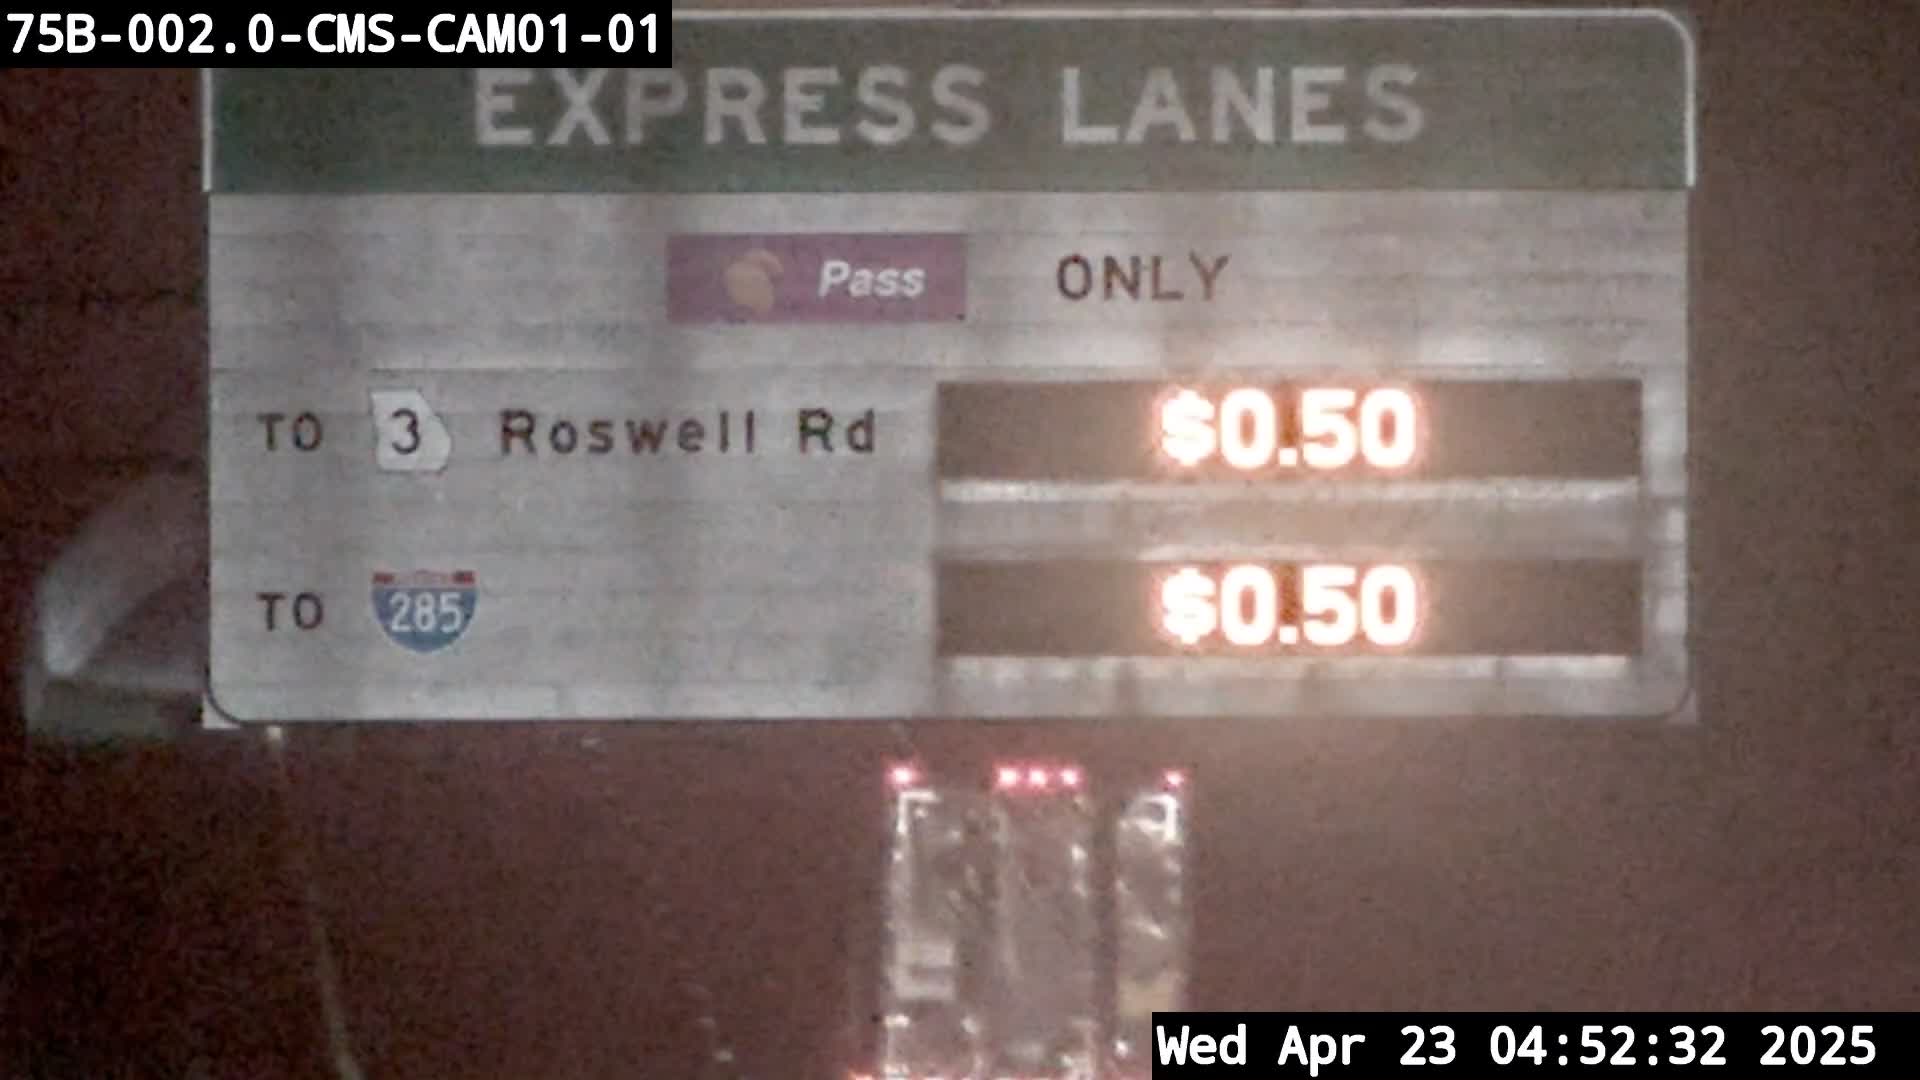 75B-002.0-CMS-CAM01-01
EXPRESS LANES
Pass ONLY
TO 3 Roswell Rd $0.50
TO 285 $0.50
Wed Apr 23 04:52:32 2025